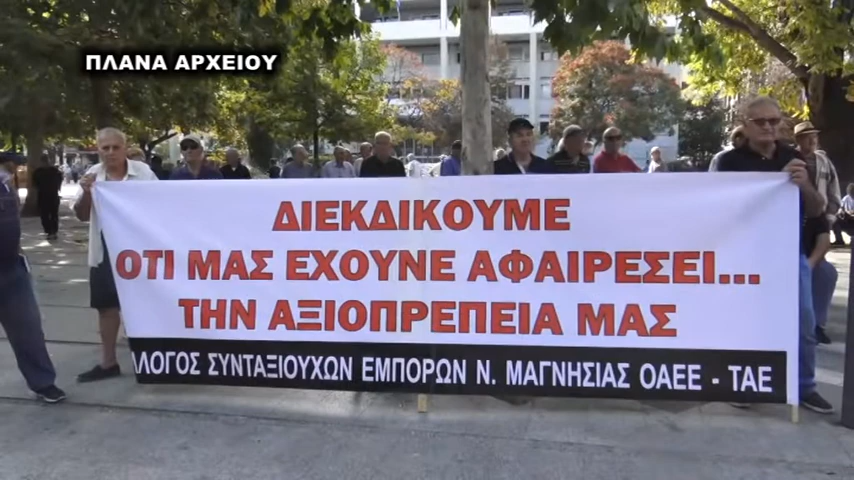 ΠΛΑΝΑ ΑΡΧΕΙΟΥ
ΔΙΕΚΔΙΚΟΥΜΕ
ΟΤΙ ΜΑΣ ΕΧΟΥΝΕ ΑΦΑΙΡΕΣΕΙ...
ΤΗΝ ΑΞΙΟΠΡΕΠΕΙΑ ΜΑΣ
ΛΟΓΟΣ ΣΥΝΤΑΞΙΟΥΧΩΝ ΕΜΠΟΡΩΝ Ν. ΜΑΓΝΗΣΙΑΣ ΟΑΕΕ - ΤΑΕ